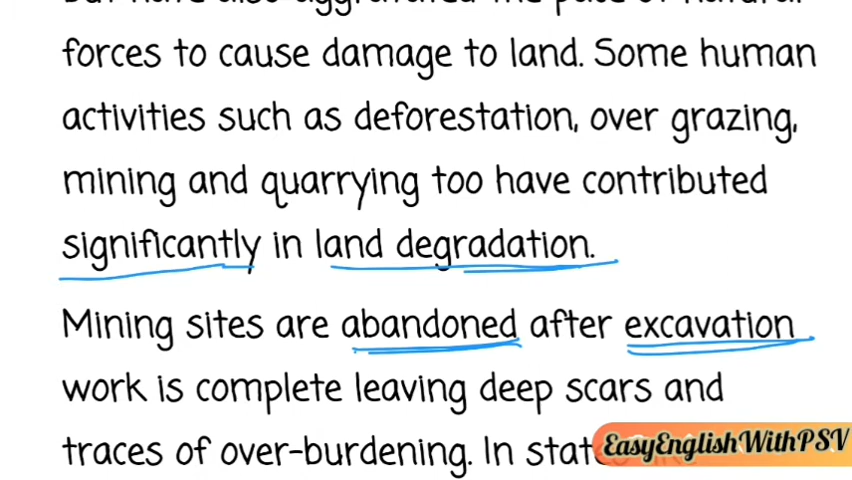 forces to cause damage to land. Some human
activities such as deforestation, over grazing,
mining and quarrying too have contributed
significantly in land degradation.
Mining sites are abandoned after excavation
work is complete leaving deep scars and
traces of over-burdening. In
EasyEnglishWithPSV